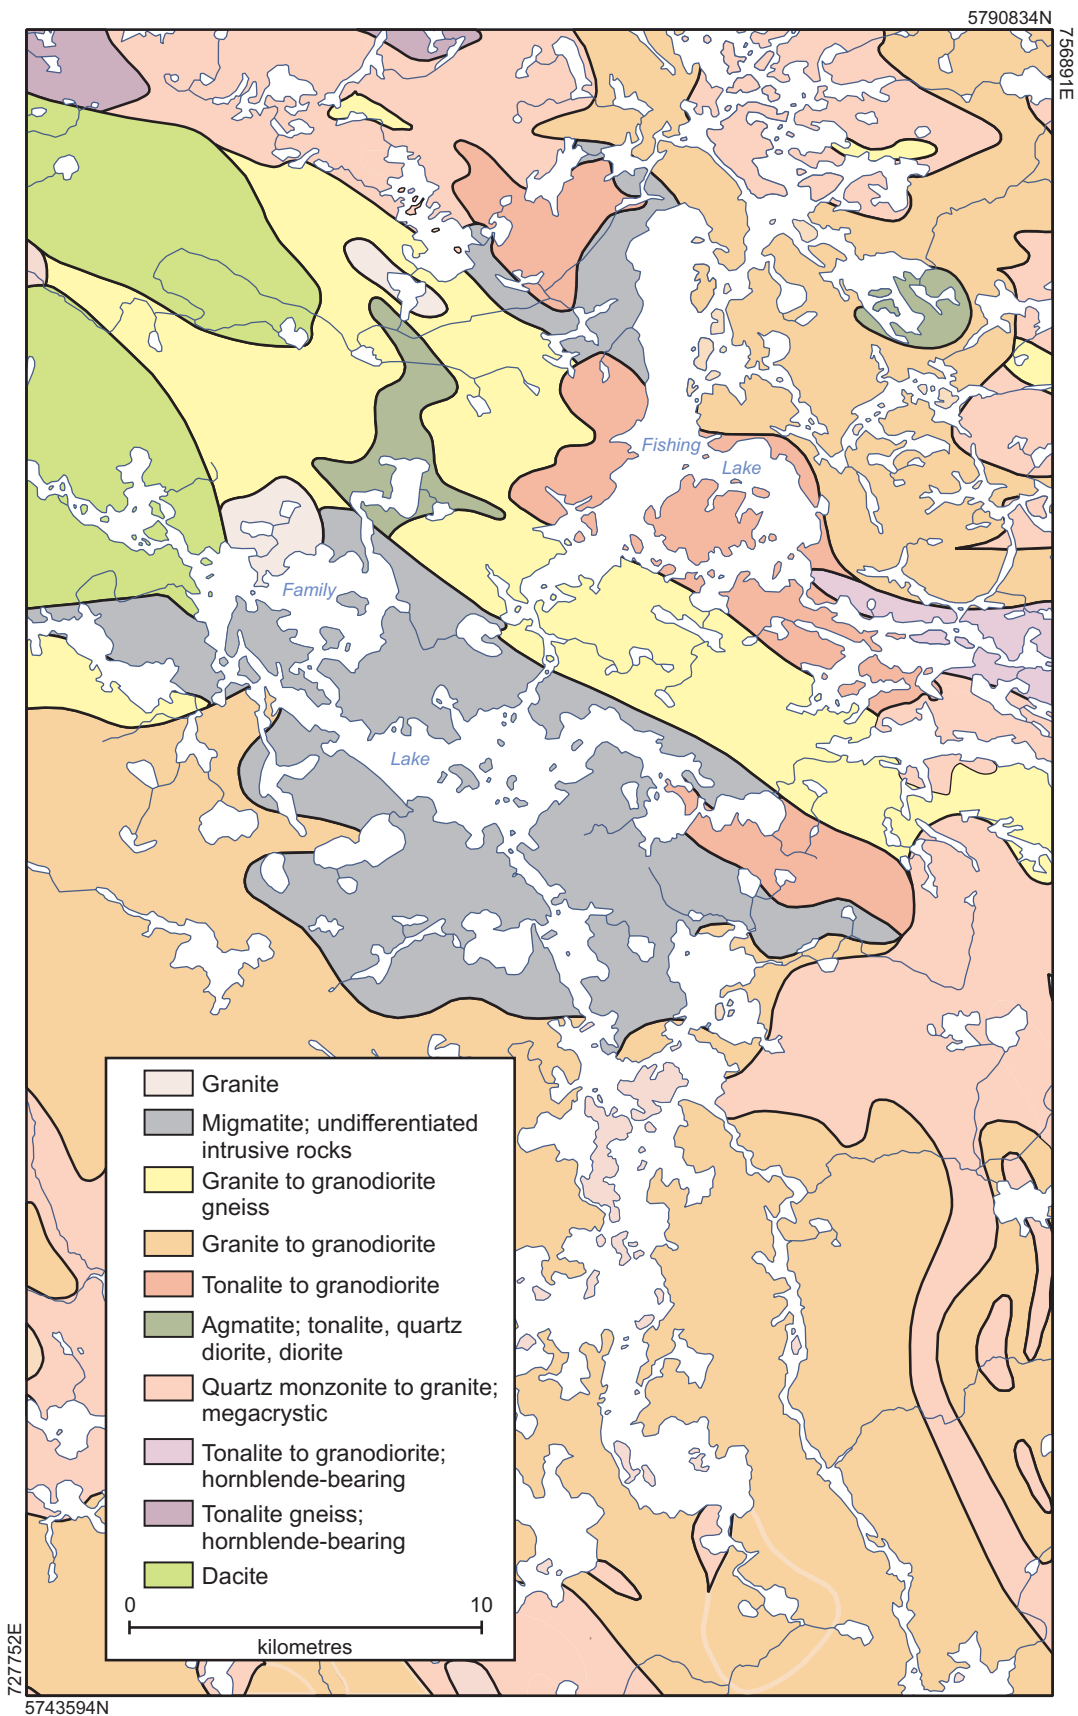 5790834N
756891E
Fishing
Lake
Family
Lake
Granite
Migmatite; undifferentiated
intrusive rocks
Granite to granodiorite
gneiss
Granite to granodiorite
Tonalite to granodiorite
Agmatite; tonalite, quartz
diorite, diorite
Quartz monzonite to granite;
megacrystic
Tonalite to granodiorite;
hornblende-bearing
Tonalite gneiss;
hornblende-bearing
Dacite
0 10
kilometres
727752E
5743594N